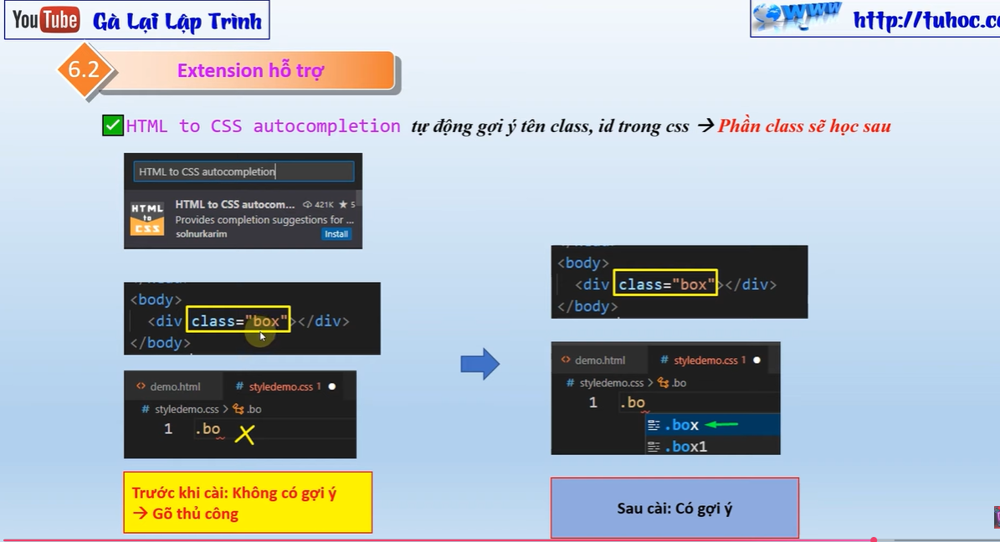 YouTube Gà Lại Lập Trình
WWW http://tuhoc.c
6.2 Extension hỗ trợ
HTML to CSS autocompletion tự động gợi ý tên class, id trong css → Phần class sẽ học sau
HTML to CSS autocompletion
HTML to CSS autocom... 421K ★ 5
Provides completion suggestions for ...
solnurkarim Install
HTML
to
CSS
<body>
<div class="box"></div>
</body>
demo.html # styledemo.css 1 ●
# styledemo.css > .bo
1 .bo X
Trước khi cài: Không có gợi ý
→ Gõ thủ công
<body>
<div class="box"></div>
</body>
demo.html # styledemo.css 1 ●
# styledemo.css > .bo
1 .bo
.box
.box1
Sau cài: Có gợi ý